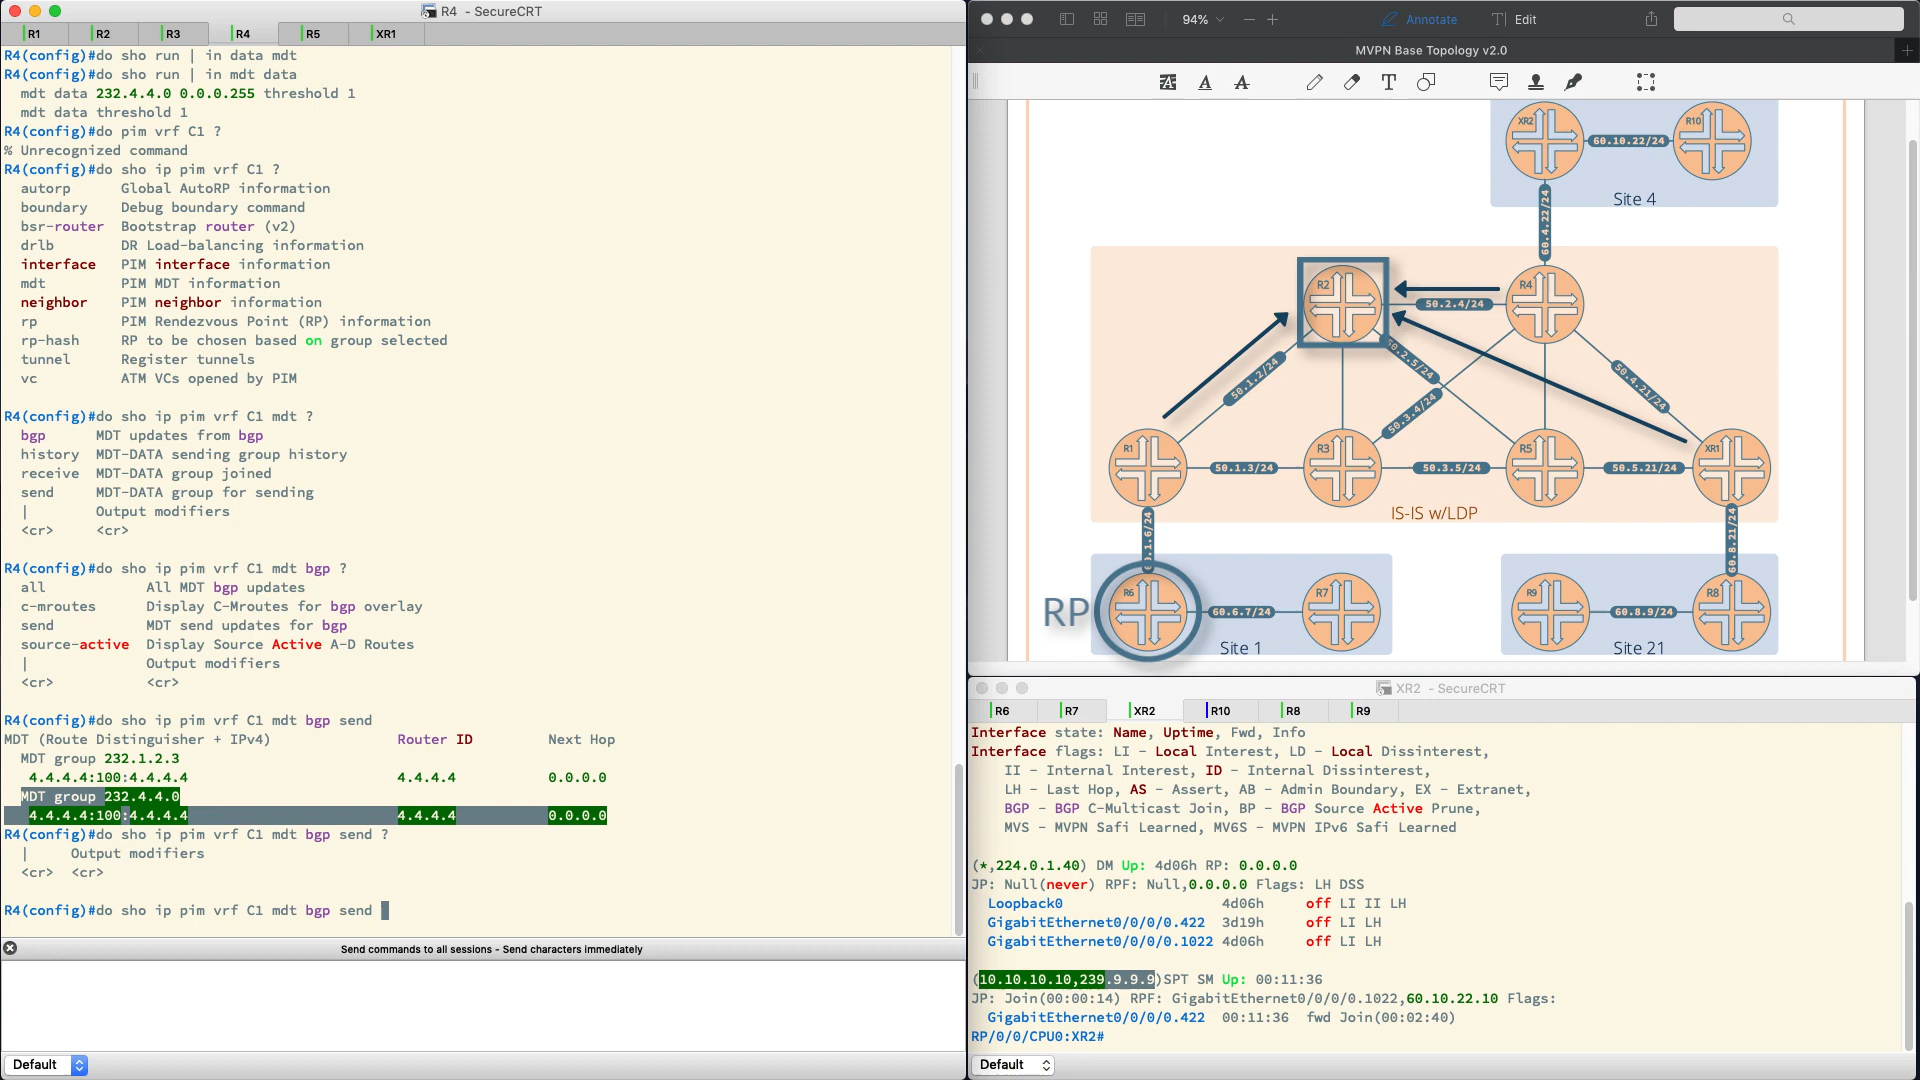 R4 - SecureCRT
R1 R2 R3 R4 R5 XR1
R4(config)#do sho run | in data mdt
R4(config)#do sho run | in mdt data
mdt data 232.4.4.0 0.0.0.255 threshold 1
mdt data threshold 1
R4(config)#do pim vrf C1 ?
% Unrecognized command
R4(config)#do sho ip pim vrf C1 ?
autorp Global AutoRP information
boundary Debug boundary command
bsr-router Bootstrap router (v2)
drlb DR Load-balancing information
interface PIM interface information
mdt PIM MDT information
neighbor PIM neighbor information
rp PIM Rendezvous Point (RP) information
rp-hash RP to be chosen based on group selected
tunnel Register tunnels
vc ATM VCs opened by PIM
R4(config)#do sho ip pim vrf C1 mdt ?
bgp MDT updates from bgp
history MDT-DATA sending group history
receive MDT-DATA group joined
send MDT-DATA group for sending
| Output modifiers
<cr> <cr>
R4(config)#do sho ip pim vrf C1 mdt bgp ?
all All MDT bgp updates
c-mroutes Display C-Mroutes for bgp overlay
send MDT send updates for bgp
source-active Display Source Active A-D Routes
| Output modifiers
<cr> <cr>
R4(config)#do sho ip pim vrf C1 mdt bgp send
MDT (Route Distinguisher + IPv4) Router ID Next Hop
MDT group 232.1.2.3
4.4.4.4:100:4.4.4.4 4.4.4.4 0.0.0.0
MDT group 232.4.4.0
4.4.4.4:100:4.4.4.4 4.4.4.4 0.0.0.0
R4(config)#do sho ip pim vrf C1 mdt bgp send ?
| Output modifiers
<cr> <cr>
R4(config)#do sho ip pim vrf C1 mdt bgp send
Send commands to all sessions - Send characters immediately
Default
94% Annotate Edit
MVPN Base Topology v2.0
XR2 60.10.22/24 R10
Site 4
60.4.22/24
R2 50.2.4/24 R4
50.1.2/24 50.2.5/24 50.3.4/24 50.4.21/24
R1 50.1.3/24 R3 50.3.5/24 R5 50.5.21/24 XR1
IS-IS w/LDP
.1.6/24 60.8.21/24
RP R6 60.6.7/24 R7 R9 60.8.9/24 R8
Site 1 Site 21
XR2 - SecureCRT
R6 R7 XR2 R10 R8 R9
Interface state: Name, Uptime, Fwd, Info
Interface flags: LI - Local Interest, LD - Local Dissinterest,
II - Internal Interest, ID - Internal Dissinterest,
LH - Last Hop, AS - Assert, AB - Admin Boundary, EX - Extranet,
BGP - BGP C-Multicast Join, BP - BGP Source Active Prune,
MVS - MVPN Safi Learned, MV6S - MVPN IPv6 Safi Learned
(*,224.0.1.40) DM Up: 4d06h RP: 0.0.0.0
JP: Null(never) RPF: Null,0.0.0.0 Flags: LH DSS
Loopback0 4d06h off LI II LH
GigabitEthernet0/0/0/0.422 3d19h off LI LH
GigabitEthernet0/0/0/0.1022 4d06h off LI LH
(10.10.10.10,239.9.9.9)SPT SM Up: 00:11:36
JP: Join(00:00:14) RPF: GigabitEthernet0/0/0/0.1022,60.10.22.10 Flags:
GigabitEthernet0/0/0/0.422 00:11:36 fwd Join(00:02:40)
RP/0/0/CPU0:XR2#
Default